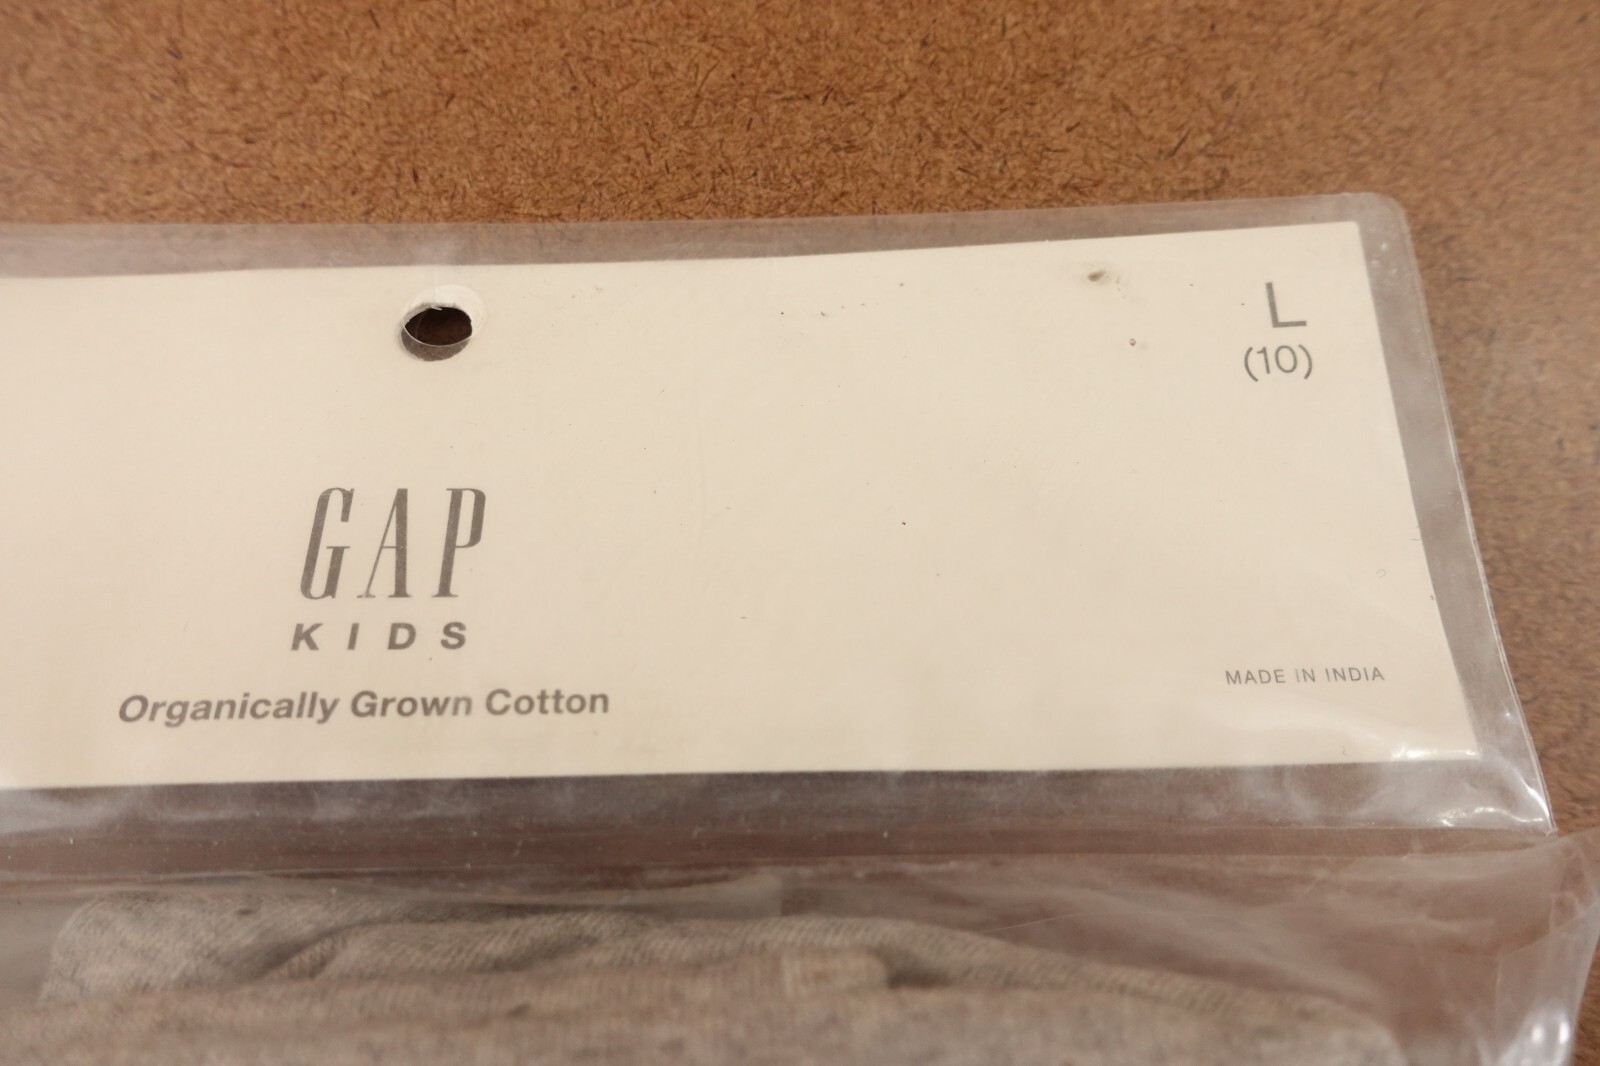 L
(10)
GAP
KIDS
Organically Grown Cotton
MADE IN INDIA